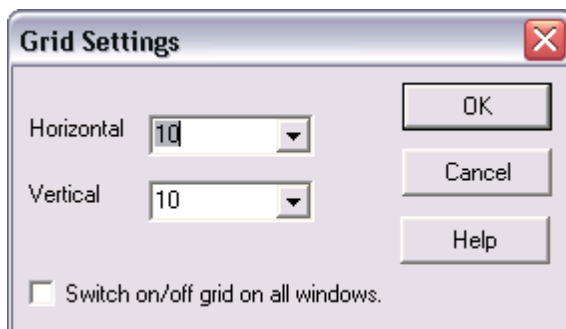 Grid Settings
Horizontal 10
OK
Vertical 10
Cancel
Help
Switch on/off grid on all windows.